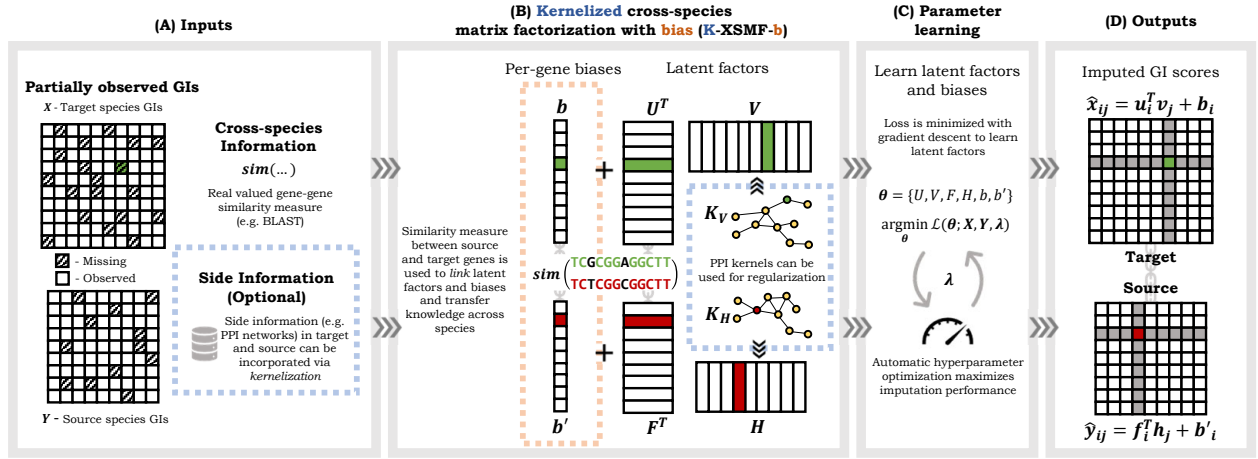 (A) Inputs
(B) Kernelized cross-species
matrix factorization with bias (K-XSMF-b)
(C) Parameter
learning
(D) Outputs
Partially observed GIs
X - Target species GIs
Cross-species
Information
sim(...)
Real valued gene-gene
similarity measure
(e.g. BLAST)
- Missing
- Observed
Side Information
(Optional)
Side information (e.g.
PPI networks) in target
and source can be
incorporated via
kernelization
Y - Source species GIs
Per-gene biases
Latent factors
b
U^T
V
Similarity measure
between source
and target genes is
used to link latent
factors and biases
and transfer
knowledge across
species
+
sim(
TCGCGGAGGCTT
TCTCGGCGGCTT
)
K_V
PPI kernels can be
used for regularization
K_H
+
b′
F^T
H
Learn latent factors
and biases
Loss is minimized with
gradient descent to learn
latent factors
θ = {U, V, F, H, b, b′}
argmin ℒ(θ; X, Y, λ)
θ
λ
Automatic hyperparameter
optimization maximizes
imputation performance
Imputed GI scores
x̂_ij = u_i^T v_j + b_i
Target
Source
ŷ_ij = f_i^T h_j + b′_i